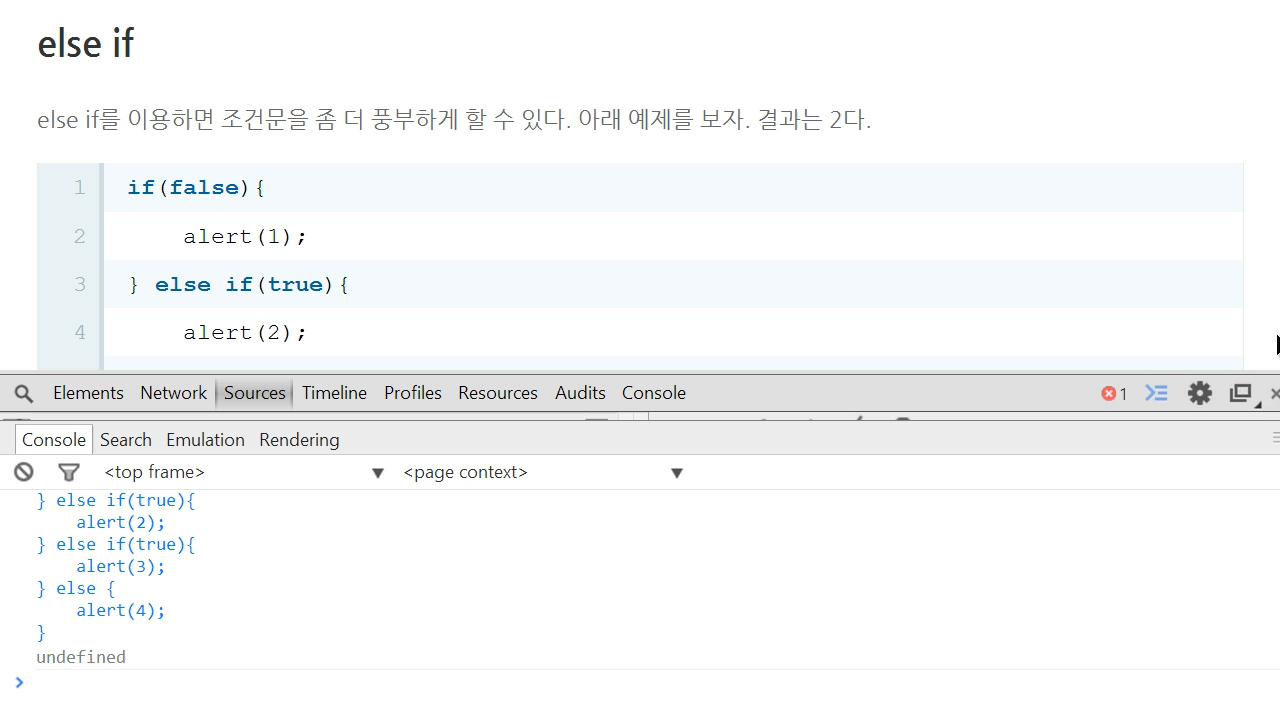 else if
else if를 이용하면 조건문을 좀 더 풍부하게 할 수 있다. 아래 예제를 보자. 결과는 2다.
1 if(false){
2 alert(1);
3 } else if(true){
4 alert(2);
Elements Network Sources Timeline Profiles Resources Audits Console 1
Console Search Emulation Rendering
<top frame> <page context>
} else if(true){
alert(2);
} else if(true){
alert(3);
} else {
alert(4);
}
undefined